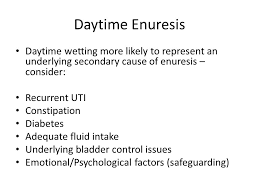 Daytime Enuresis
• Daytime wetting more likely to represent an
underlying secondary cause of enuresis –
consider:
• Recurrent UTI
• Constipation
• Diabetes
• Adequate fluid intake
• Underlying bladder control issues
• Emotional/Psychological factors (safeguarding)